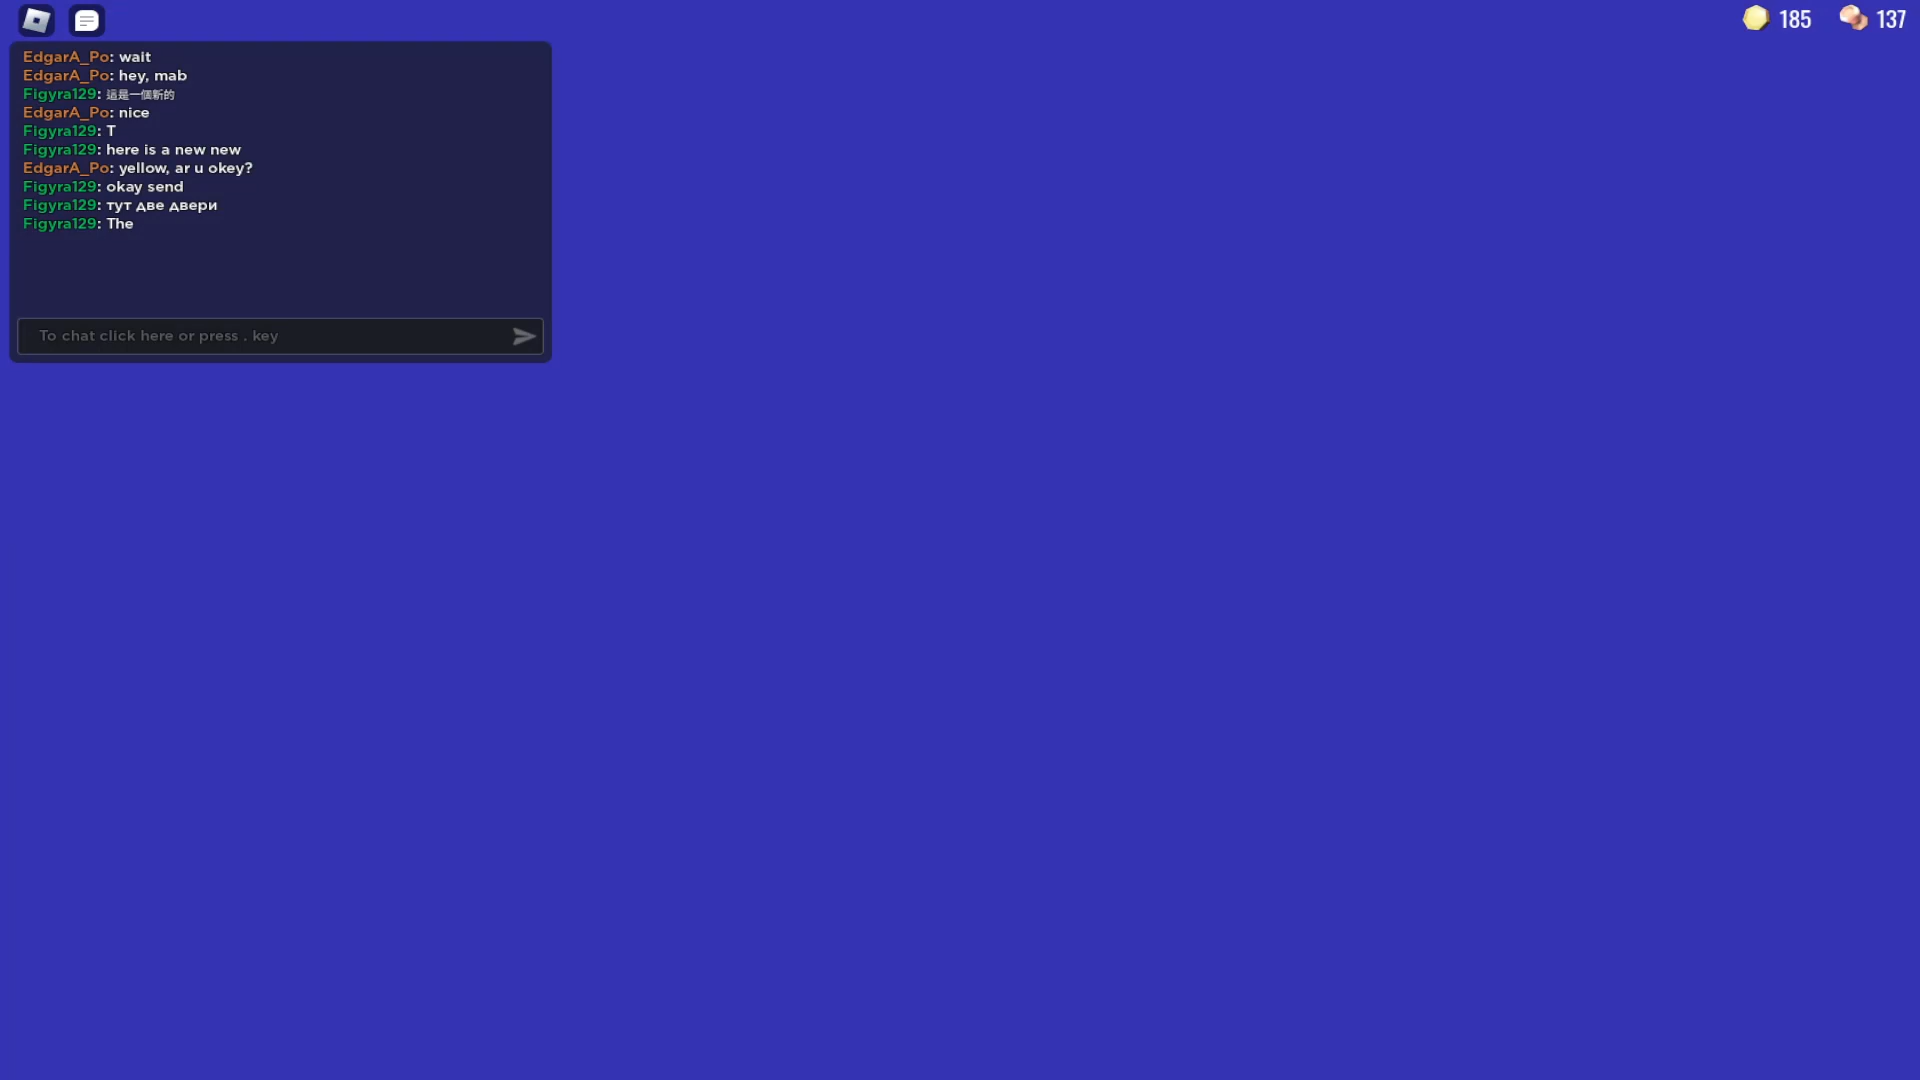 185 137
EdgarA_Po: wait
EdgarA_Po: hey, mab
Figyra129: 這是一個新的
EdgarA_Po: nice
Figyra129: T
Figyra129: here is a new new
EdgarA_Po: yellow, ar u okey?
Figyra129: okay send
Figyra129: тут две двери
Figyra129: The
To chat click here or press . key